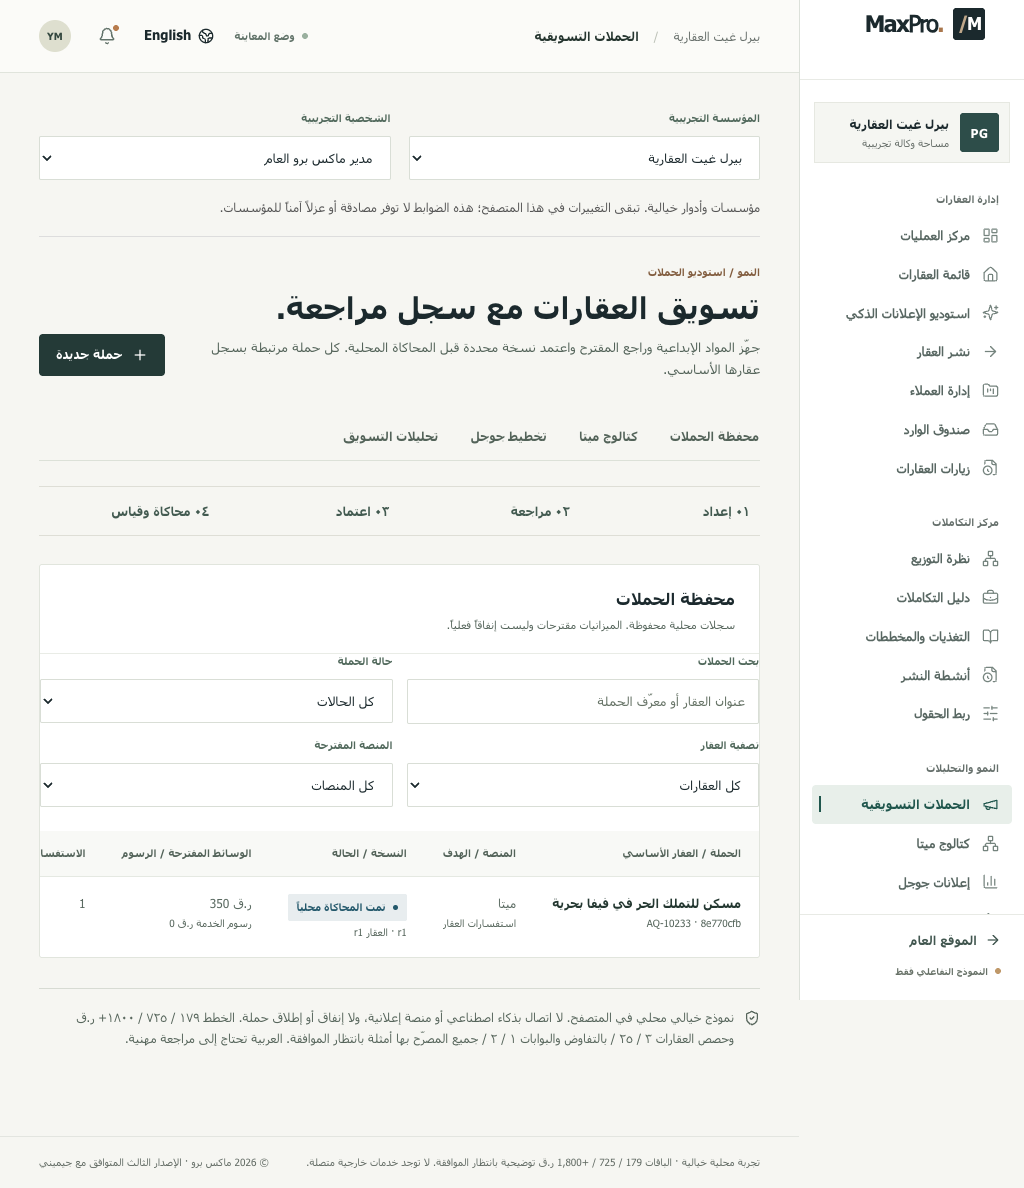 MaxPro. /M
PG
بيرل غيت العقارية
مساحة وكالة تجريبية
إدارة العقارات
مركز العمليات
قائمة العقارات
استوديو الإعلانات الذكي
نشر العقار
إدارة العملاء
صندوق الوارد
زيارات العقارات
مركز التكاملات
نظرة التوزيع
دليل التكاملات
التغذيات والمخططات
أنشطة النشر
ربط الحقول
النمو والتحليلات
الحملات التسويقية
كتالوج ميتا
إعلانات جوجل
الموقع العام
النموذج التفاعلي فقط
بيرل غيت العقارية / الحملات التسويقية
وضع المعاينة
English
YM
المؤسسة التجريبية
بيرل غيت العقارية
الشخصية التجريبية
مدير ماكس برو العام
مؤسسات وأدوار خيالية. تبقى التغييرات في هذا المتصفح؛ هذه الضوابط لا توفر مصادقة أو عزلاً آمناً للمؤسسات.
النمو / استوديو الحملات
تسويق العقارات مع سجل مراجعة.
جهّز المواد الإبداعية وراجع المقترح واعتمد نسخة محددة قبل المحاكاة المحلية. كل حملة مرتبطة بسجل
عقارها الأساسي.
حملة جديدة
محفظة الحملات
كتالوج ميتا
تخطيط جوجل
تحليلات التسويق
٠١ إعداد
٠٢ مراجعة
٠٣ اعتماد
٠٤ محاكاة وقياس
محفظة الحملات
سجلات محلية محفوظة. الميزانيات مقترحات وليست إنفاقاً فعلياً.
بحث الحملات
عنوان العقار أو معرّف الحملة
حالة الحملة
كل الحالات
تصفية العقار
كل العقارات
المنصة المقترحة
كل المنصات
الحملة / العقار الأساسي
المنصة / الهدف
النسخة / الحالة
الوسائط المقترحة / الرسوم
الاستفسا
مسكن للتملك الحر في فيفا بحرية
AQ-10233 · 8e770cfb
ميتا
استفسارات العقار
تمت المحاكاة محلياً
r1 · العقار r1
ر.ق 350
رسوم الخدمة ر.ق 0
1
نموذج خيالي محلي في المتصفح. لا اتصال بذكاء اصطناعي أو منصة إعلانية، ولا إنفاق أو إطلاق حملة. الخطط ١٧٩ / ٧٢٥ / ١٨٠٠+ ر.ق
وحصص العقارات ٣ / ٢٥ / بالتفاوض والبوابات ١ / ٢ / جميع المصرّح بها أمثلة بانتظار الموافقة. العربية تحتاج إلى مراجعة مهنية.
تجربة محلية خيالية · الباقات 179 / 725 / 1,800+ ر.ق توضيحية بانتظار الموافقة. لا توجد خدمات خارجية متصلة.
© 2026 ماكس برو · الإصدار الثالث المتوافق مع جيميني